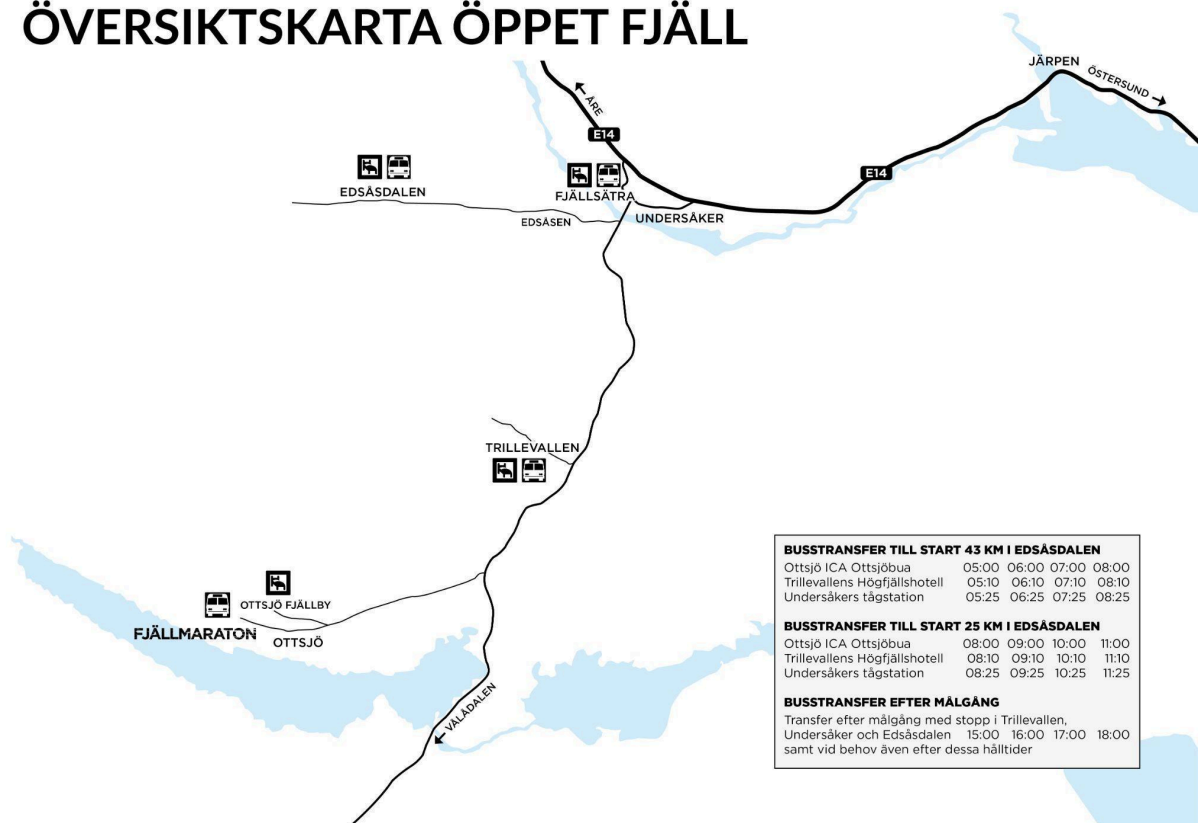 ÖVERSIKTSKARTA ÖPPET FJÄLL
JÄRPEN
ÖSTERSUND
ÅRE
E14
E14
EDSÅSDALEN
FJÄLLSÄTRA
UNDERSÅKER
EDSÅSEN
TRILLEVALLEN
OTTSJÖ FJÄLLBY
FJÄLLMARATON
OTTSJÖ
VÅLÅDALEN
BUSSTRANSFER TILL START 43 KM I EDSÅSDALEN
Ottsjö ICA Ottsjöbua 05:00 06:00 07:00 08:00
Trillevallens Högfjällshotell 05:10 06:10 07:10 08:10
Undersåkers tågstation 05:25 06:25 07:25 08:25
BUSSTRANSFER TILL START 25 KM I EDSÅSDALEN
Ottsjö ICA Ottsjöbua 08:00 09:00 10:00 11:00
Trillevallens Högfjällshotell 08:10 09:10 10:10 11:10
Undersåkers tågstation 08:25 09:25 10:25 11:25
BUSSTRANSFER EFTER MÅLGÅNG
Transfer efter målgång med stopp i Trillevallen,
Undersåker och Edsåsdalen 15:00 16:00 17:00 18:00
samt vid behov även efter dessa hålltider